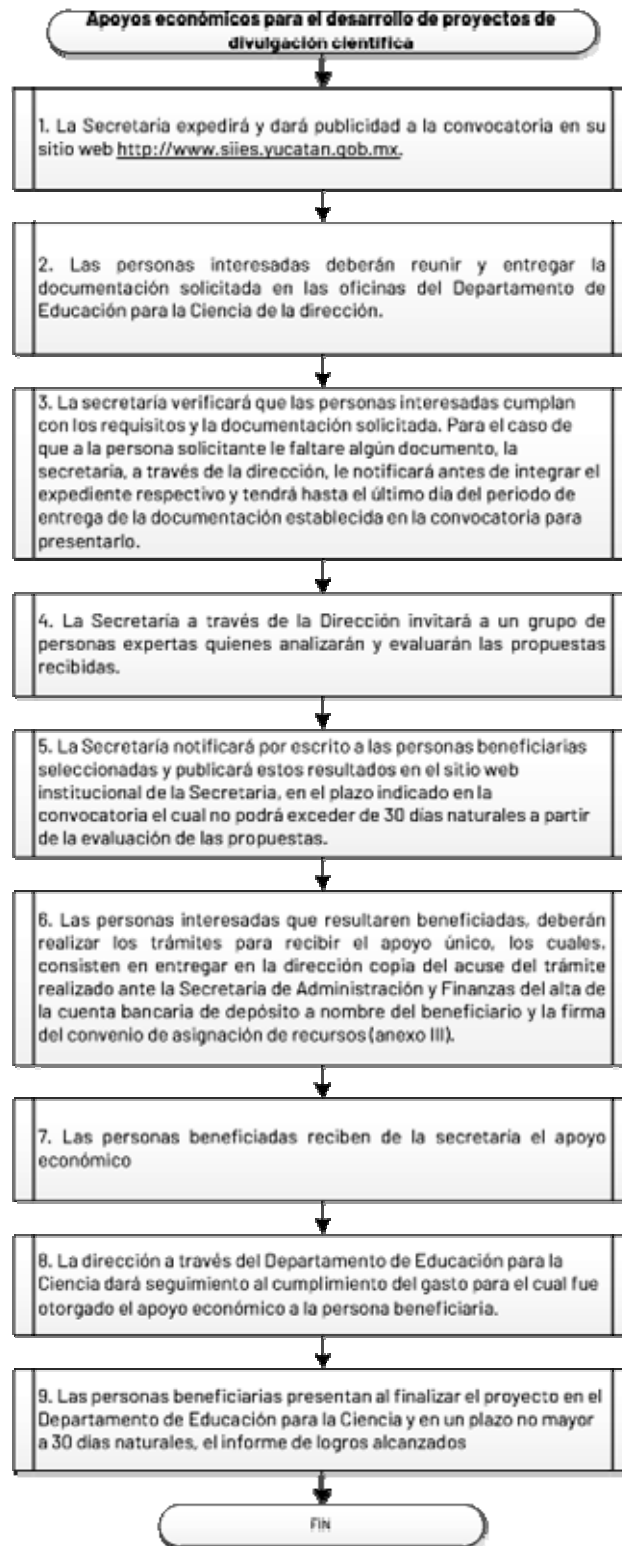 Apoyos económicos para el desarrollo de proyectos de
divulgación científica
1. La Secretaría expedirá y dará publicidad a la convocatoria en su
sitio web http://www.siies.yucatan.gob.mx.
2. Las personas interesadas deberán reunir y entregar la
documentación solicitada en las oficinas del Departamento de
Educación para la Ciencia de la dirección.
3. La secretaría verificará que las personas interesadas cumplan
con los requisitos y la documentación solicitada. Para el caso de
que a la persona solicitante le faltare algún documento, la
secretaría, a través de la dirección, le notificará antes de integrar el
expediente respectivo y tendrá hasta el último día del periodo de
entrega de la documentación establecida en la convocatoria para
presentarlo.
4. La Secretaría a través de la Dirección invitará a un grupo de
personas expertas quienes analizarán y evaluarán las propuestas
recibidas.
5. La Secretaría notificará por escrito a las personas beneficiarias
seleccionadas y publicará estos resultados en el sitio web
institucional de la Secretaría, en el plazo indicado en la
convocatoria el cual no podrá exceder de 30 días naturales a partir
de la evaluación de las propuestas.
6. Las personas interesadas que resultaren beneficiadas, deberán
realizar los trámites para recibir el apoyo único, los cuales,
consisten en entregar en la dirección copia del acuse del trámite
realizado ante la Secretaría de Administración y Finanzas del alta de
la cuenta bancaria de depósito a nombre del beneficiario y la firma
del convenio de asignación de recursos (anexo III).
7. Las personas beneficiadas reciben de la secretaría el apoyo
económico
8. La dirección a través del Departamento de Educación para la
Ciencia dará seguimiento al cumplimiento del gasto para el cual fue
otorgado el apoyo económico a la persona beneficiaria.
9. Las personas beneficiarias presentan al finalizar el proyecto en el
Departamento de Educación para la Ciencia y en un plazo no mayor
a 30 días naturales, el informe de logros alcanzados
FIN